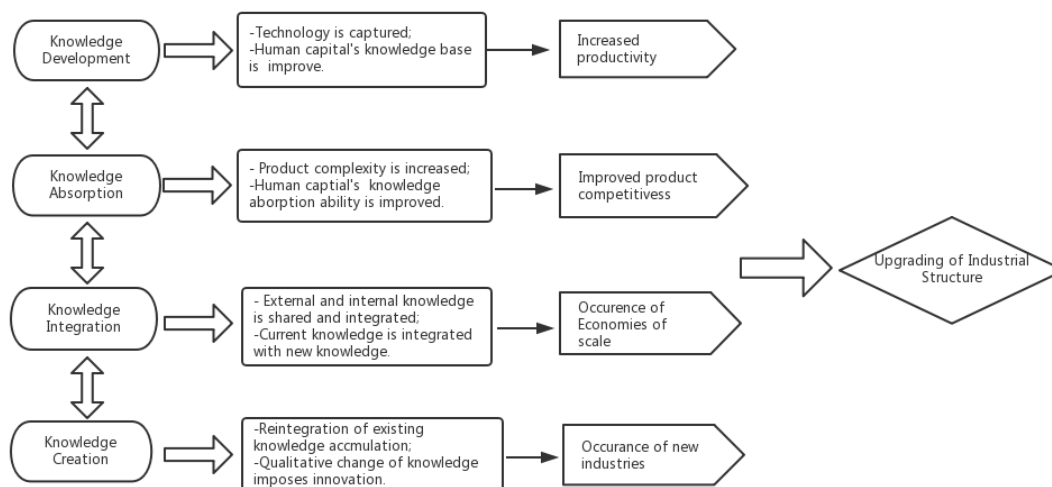 Knowledge
Development
-Technology is captured;
-Human capital's knowledge base
is improve.
Increased
productivity
Knowledge
Absorption
- Product complexity is increased;
-Human captial's knowledge
aborption ability is improved.
Improved product
competitivess
Knowledge
Integration
- External and internal knowledge
is shared and integrated;
-Current knowledge is integrated
with new knowledge.
Occurence of
Economies of
scale
Upgrading of Industrial
Structure
Knowledge
Creation
-Reintegration of existing
knowledge accmulation;
-Qualitative change of knowledge
imposes innovation.
Occurance of new
industries